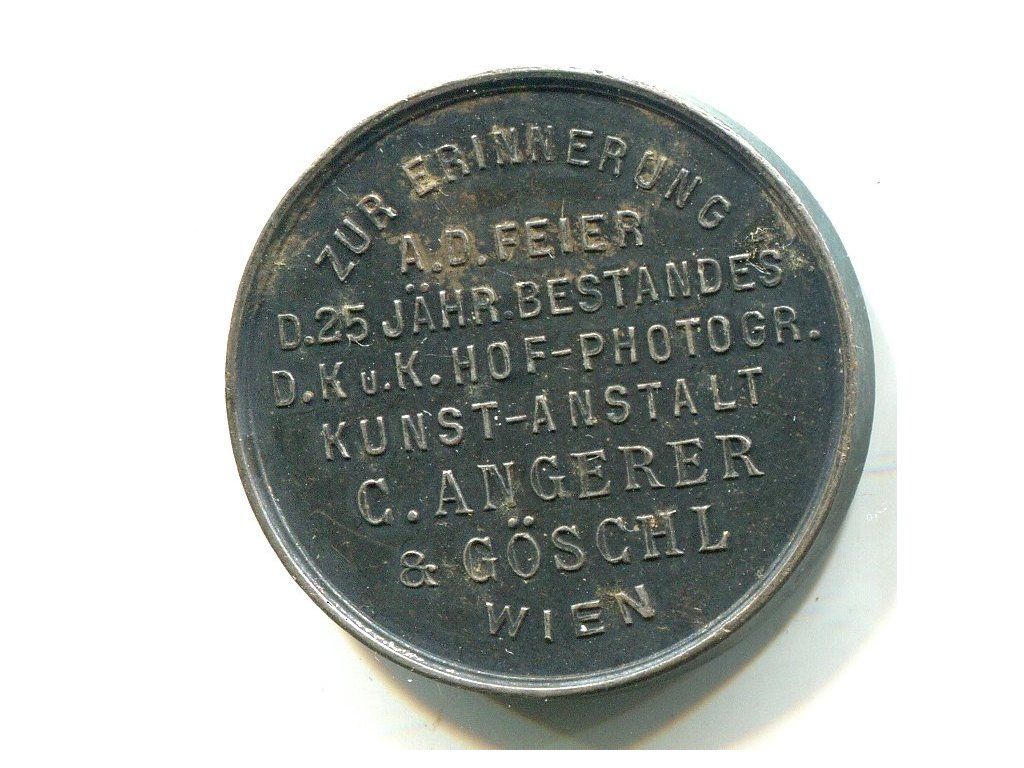 ZUR ERINNERUNG
A.D. FEIER
D.25 JÄHR.BESTANDES
D.K u.K. HOF-PHOTOGR.
KUNST-ANSTALT
C. ANGERER
& GÖSCHL
WIEN